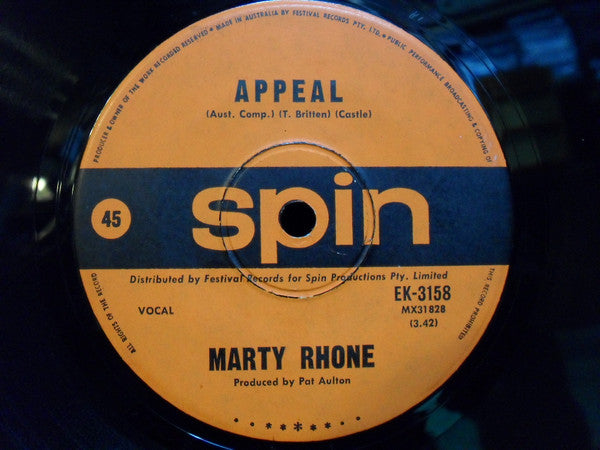 MADE IN AUSTRALIA BY FESTIVAL RECORDS PTY. LTD. • PUBLIC PERFORMANCE BROADCASTING & COPYING OF THIS RECORD PROHIBITED
ALL RIGHTS OF THE RECORD PRODUCER & OWNER OF THE WORK RECORDED RESERVED •
APPEAL
(Aust. Comp.) (T. Britten) (Castle)
45
spin
Distributed by Festival Records for Spin Productions Pty. Limited
VOCAL
EK-3158
MX31828
(3.42)
MARTY RHONE
Produced by Pat Aulton